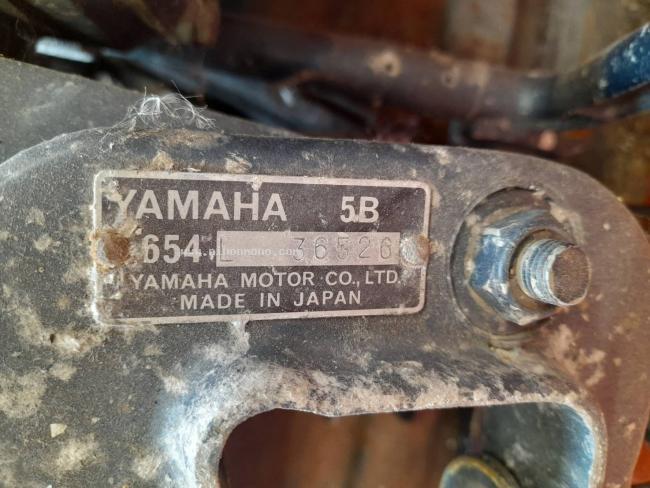 YAMAHA 5B
654 L 36526
YAMAHA MOTOR CO., LTD.
MADE IN JAPAN